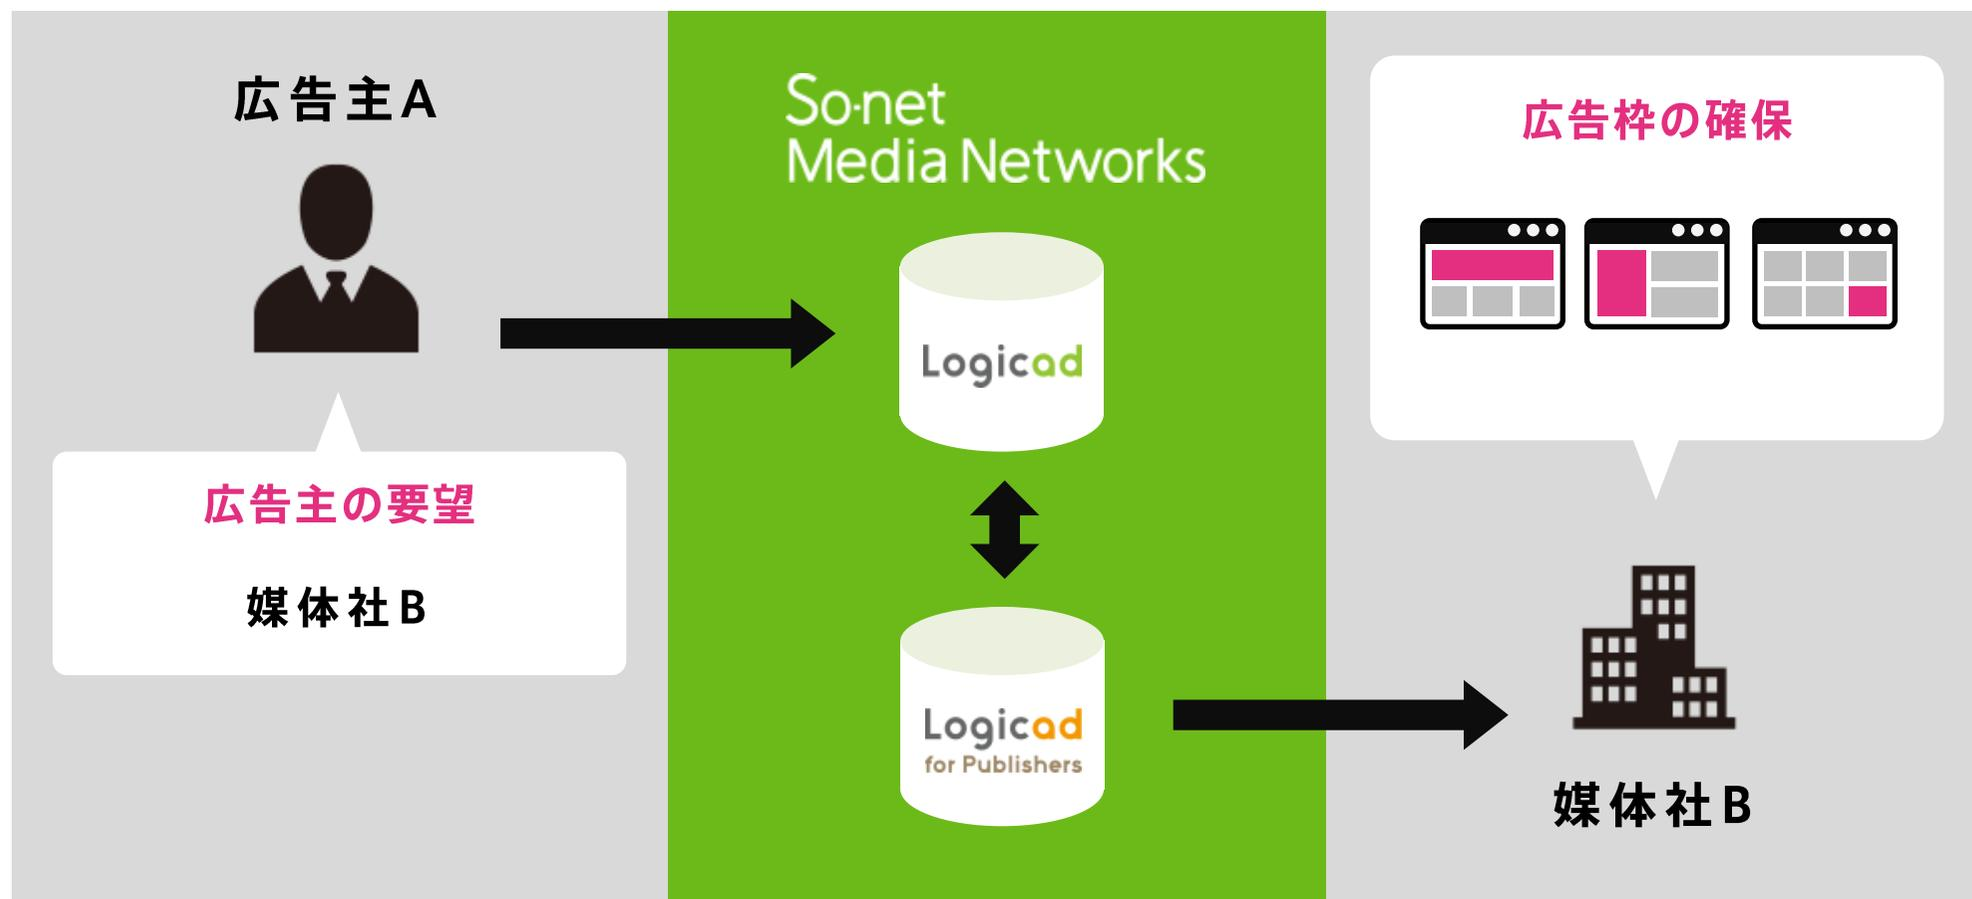 広告主A
広告主の要望
媒体社B
So-net
Media Networks
Logicad
Logicad
for Publishers
広告枠の確保
媒体社B